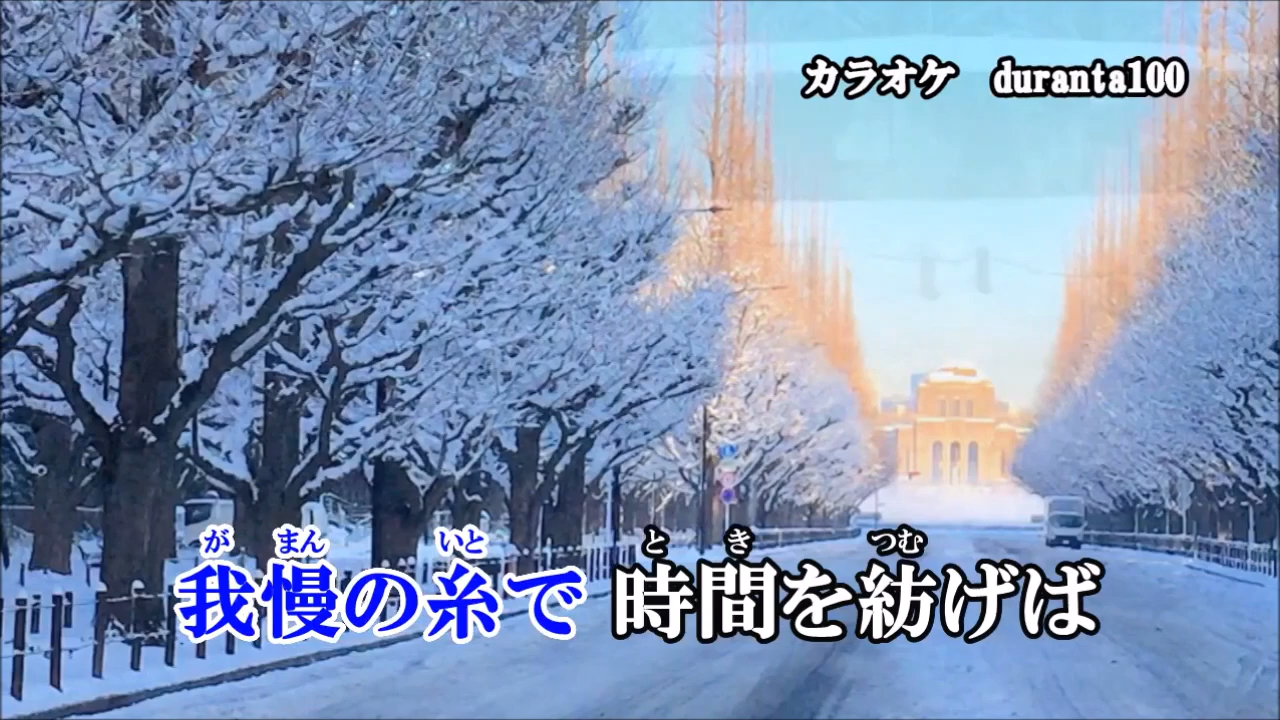 カラオケ　duranta100
が まん いと と き つむ
我慢の糸で 時間を紡げば